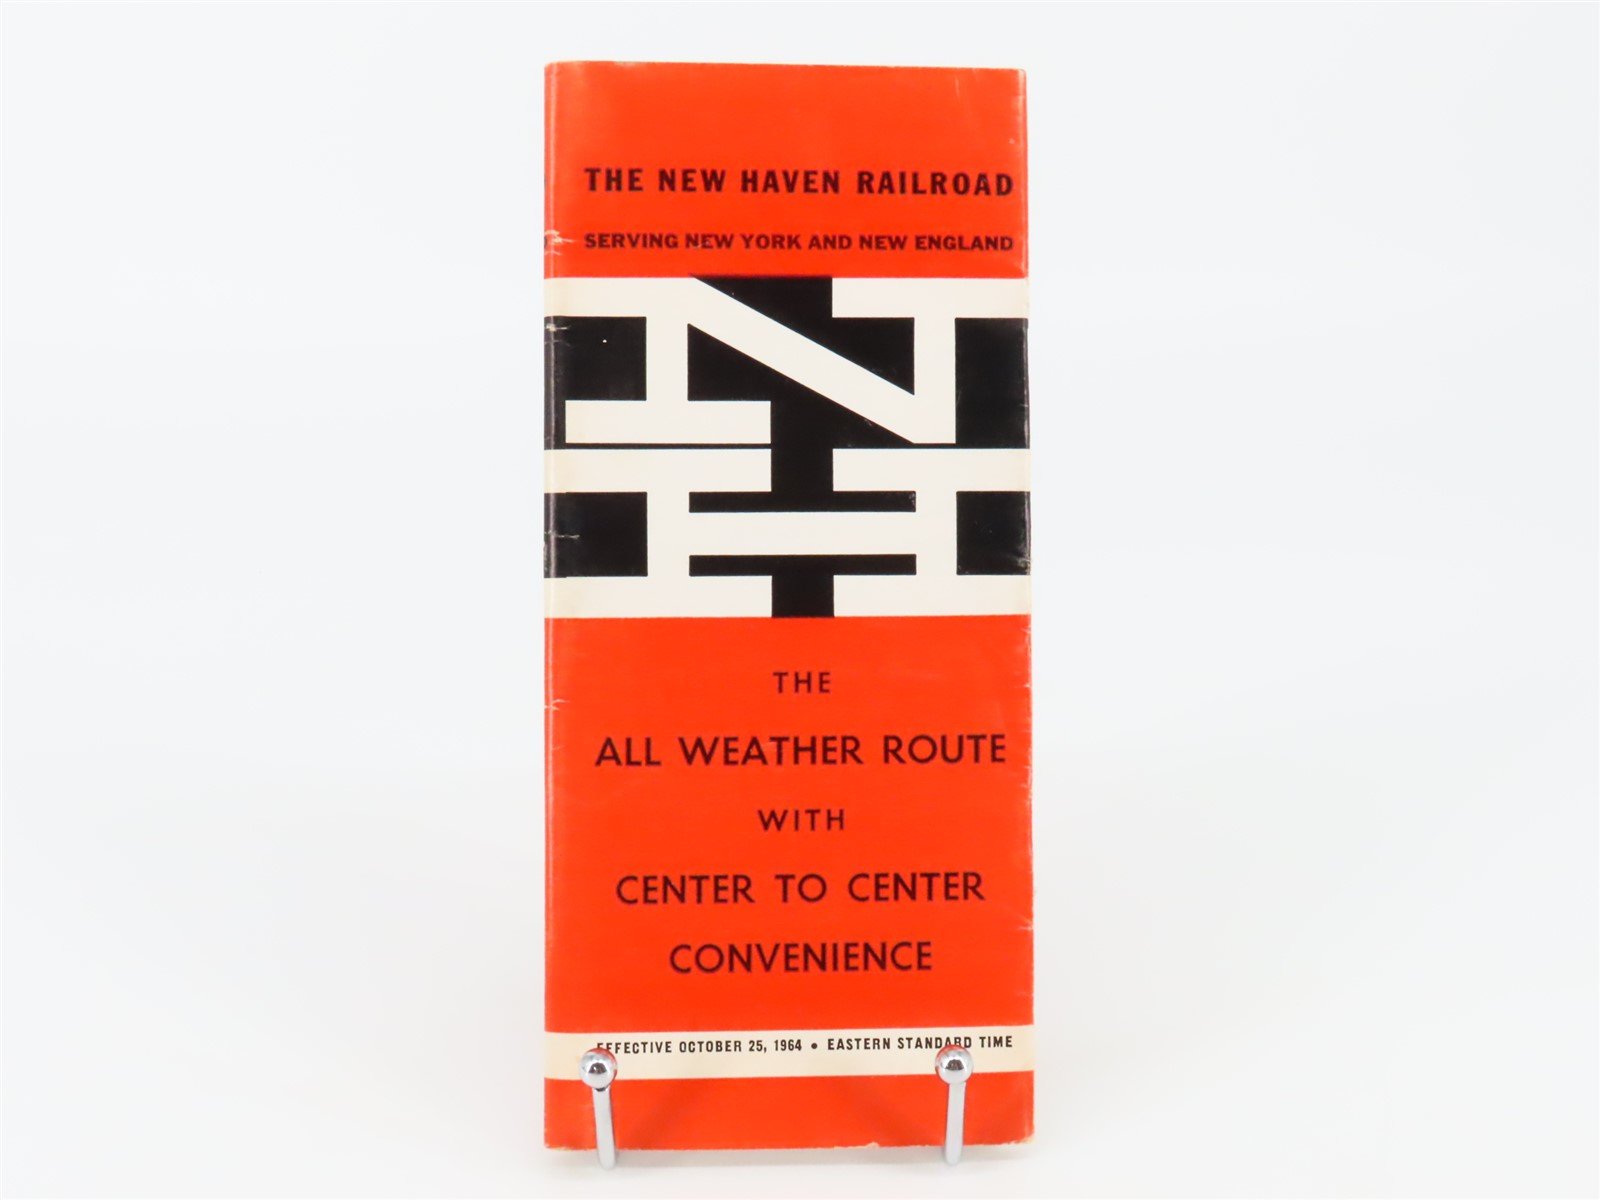 THE NEW HAVEN RAILROAD
SERVING NEW YORK AND NEW ENGLAND
N
H
THE
ALL WEATHER ROUTE
WITH
CENTER TO CENTER
CONVENIENCE
EFFECTIVE OCTOBER 25, 1964 • EASTERN STANDARD TIME